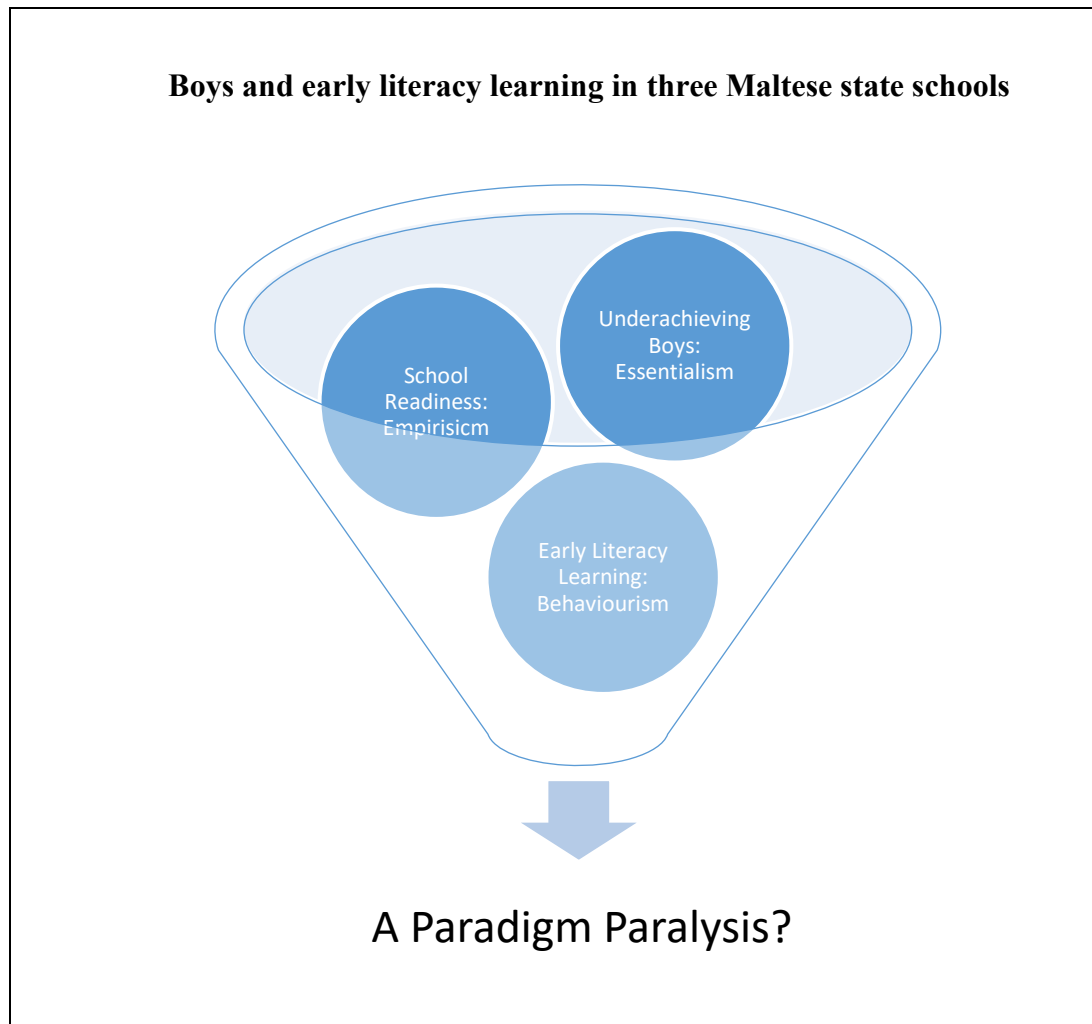 Boys and early literacy learning in three Maltese state schools
Underachieving
Boys:
Essentialism
School
Readiness:
Empirisicm
Early Literacy
Learning:
Behaviourism
A Paradigm Paralysis?